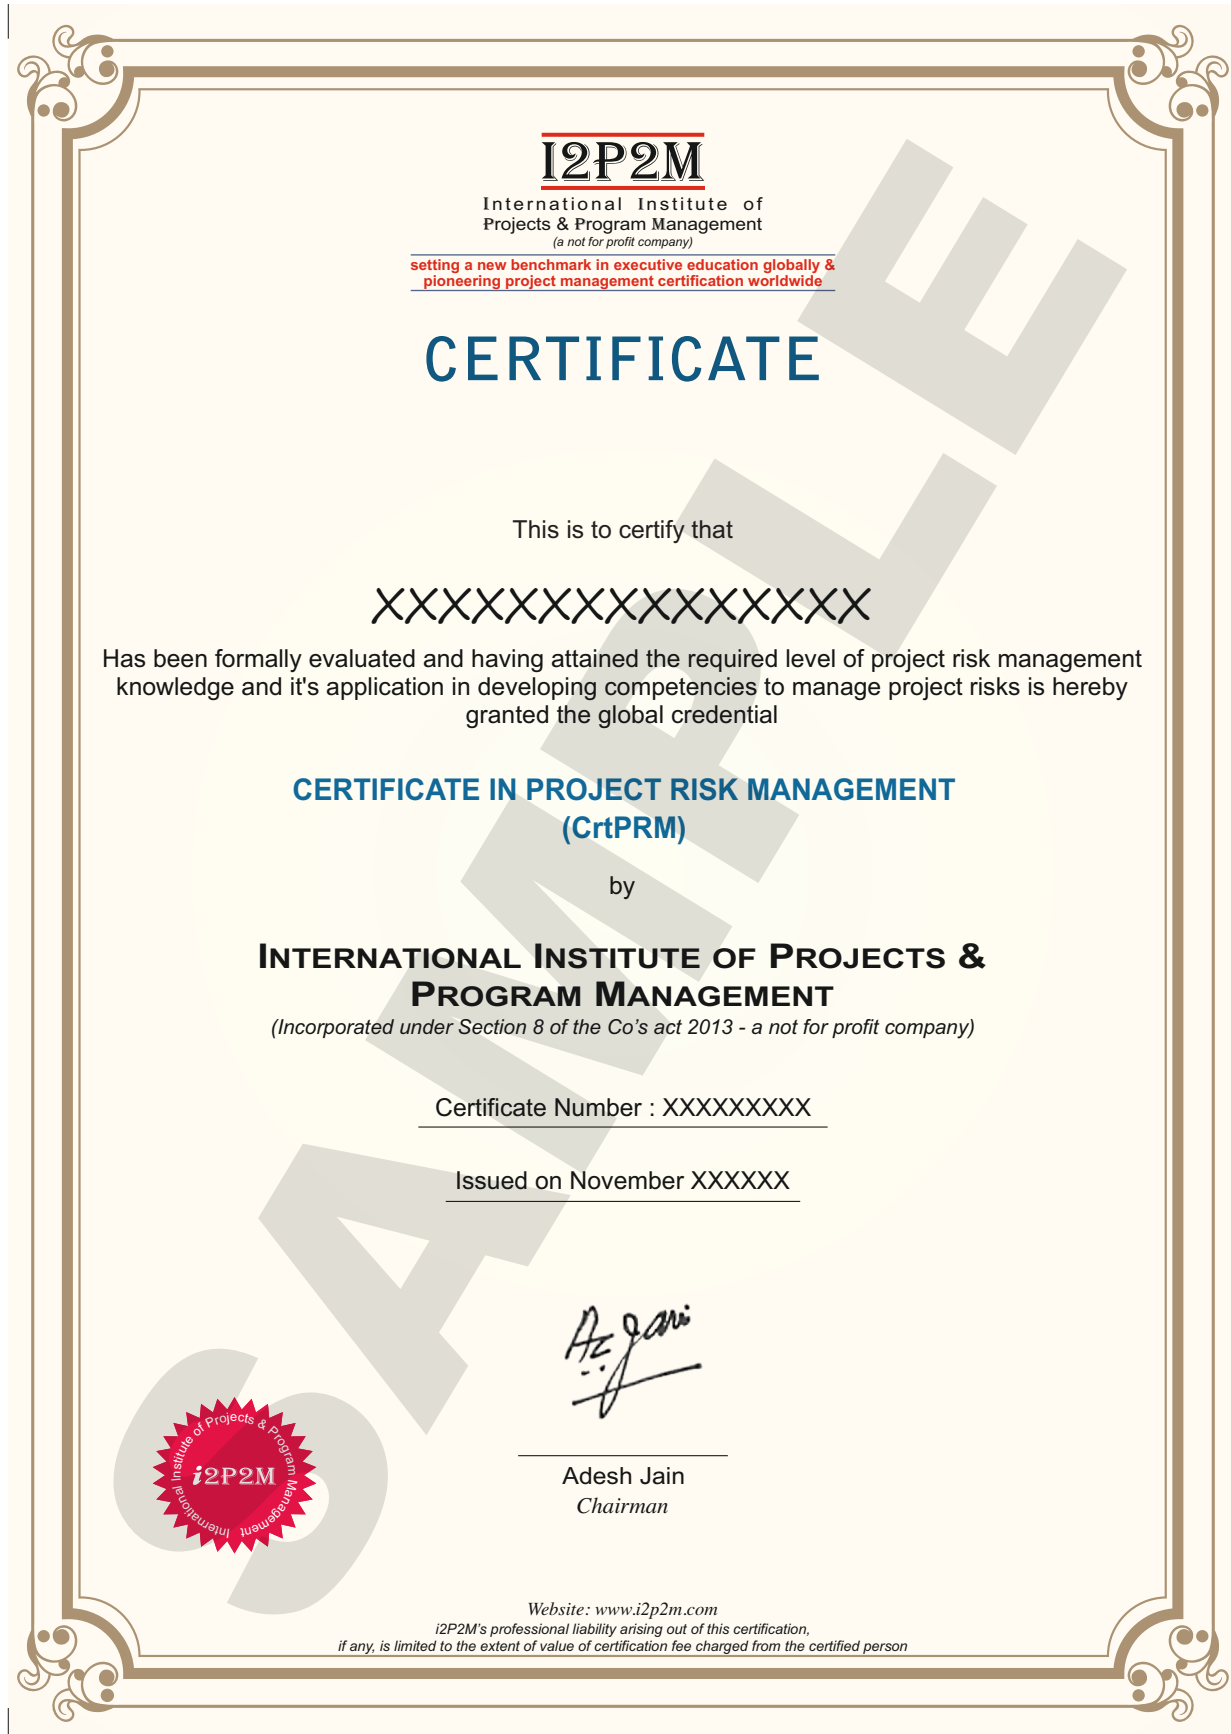 I2P2M
International Institute of
Projects & Program Management
(a not for profit company)
setting a new benchmark in executive education globally &
pioneering project management certification worldwide
CERTIFICATE
This is to certify that
XXXXXXXXXXXXXXX
Has been formally evaluated and having attained the required level of project risk management
knowledge and it's application in developing competencies to manage project risks is hereby
granted the global credential
CERTIFICATE IN PROJECT RISK MANAGEMENT
(CrtPRM)
by
INTERNATIONAL INSTITUTE OF PROJECTS &
PROGRAM MANAGEMENT
(Incorporated under Section 8 of the Co’s act 2013 - a not for profit company)
Certificate Number : XXXXXXXXX
Issued on November XXXXXX
Adesh Jain
Chairman
International Institute of Projects & Program Management
i2P2M
Website: www.i2p2m.com
i2P2M's professional liability arising out of this certification,
if any, is limited to the extent of value of certification fee charged from the certified person
SAMPLE